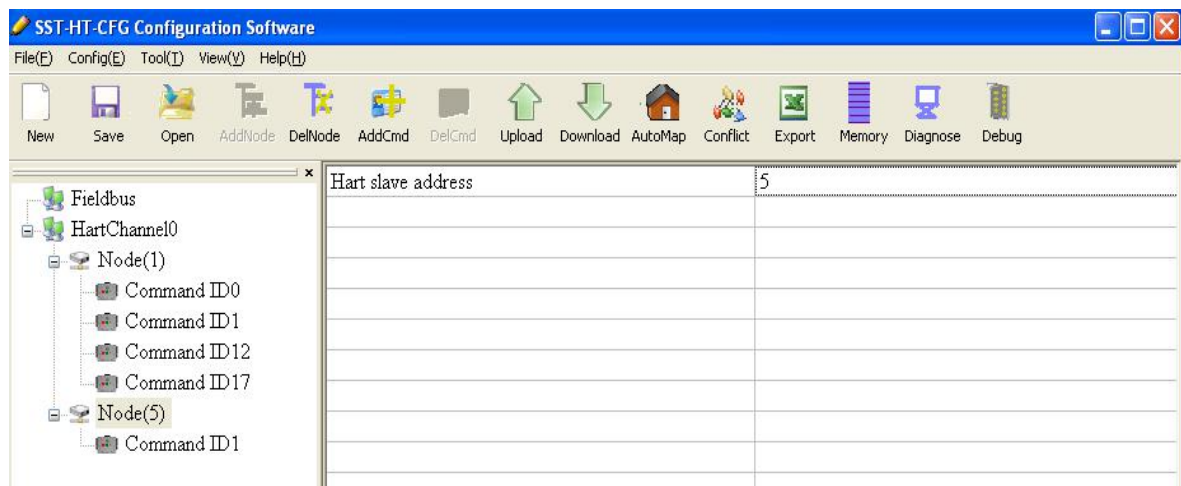 SST-HT-CFG Configuration Software
File(F) Config(E) Tool(T) View(V) Help(H)
New Save Open AddNode DelNode AddCmd DelCmd Upload Download AutoMap Conflict Export Memory Diagnose Debug
Hart slave address 5
Fieldbus
HartChannel0
Node(1)
Command ID0
Command ID1
Command ID12
Command ID17
Node(5)
Command ID1